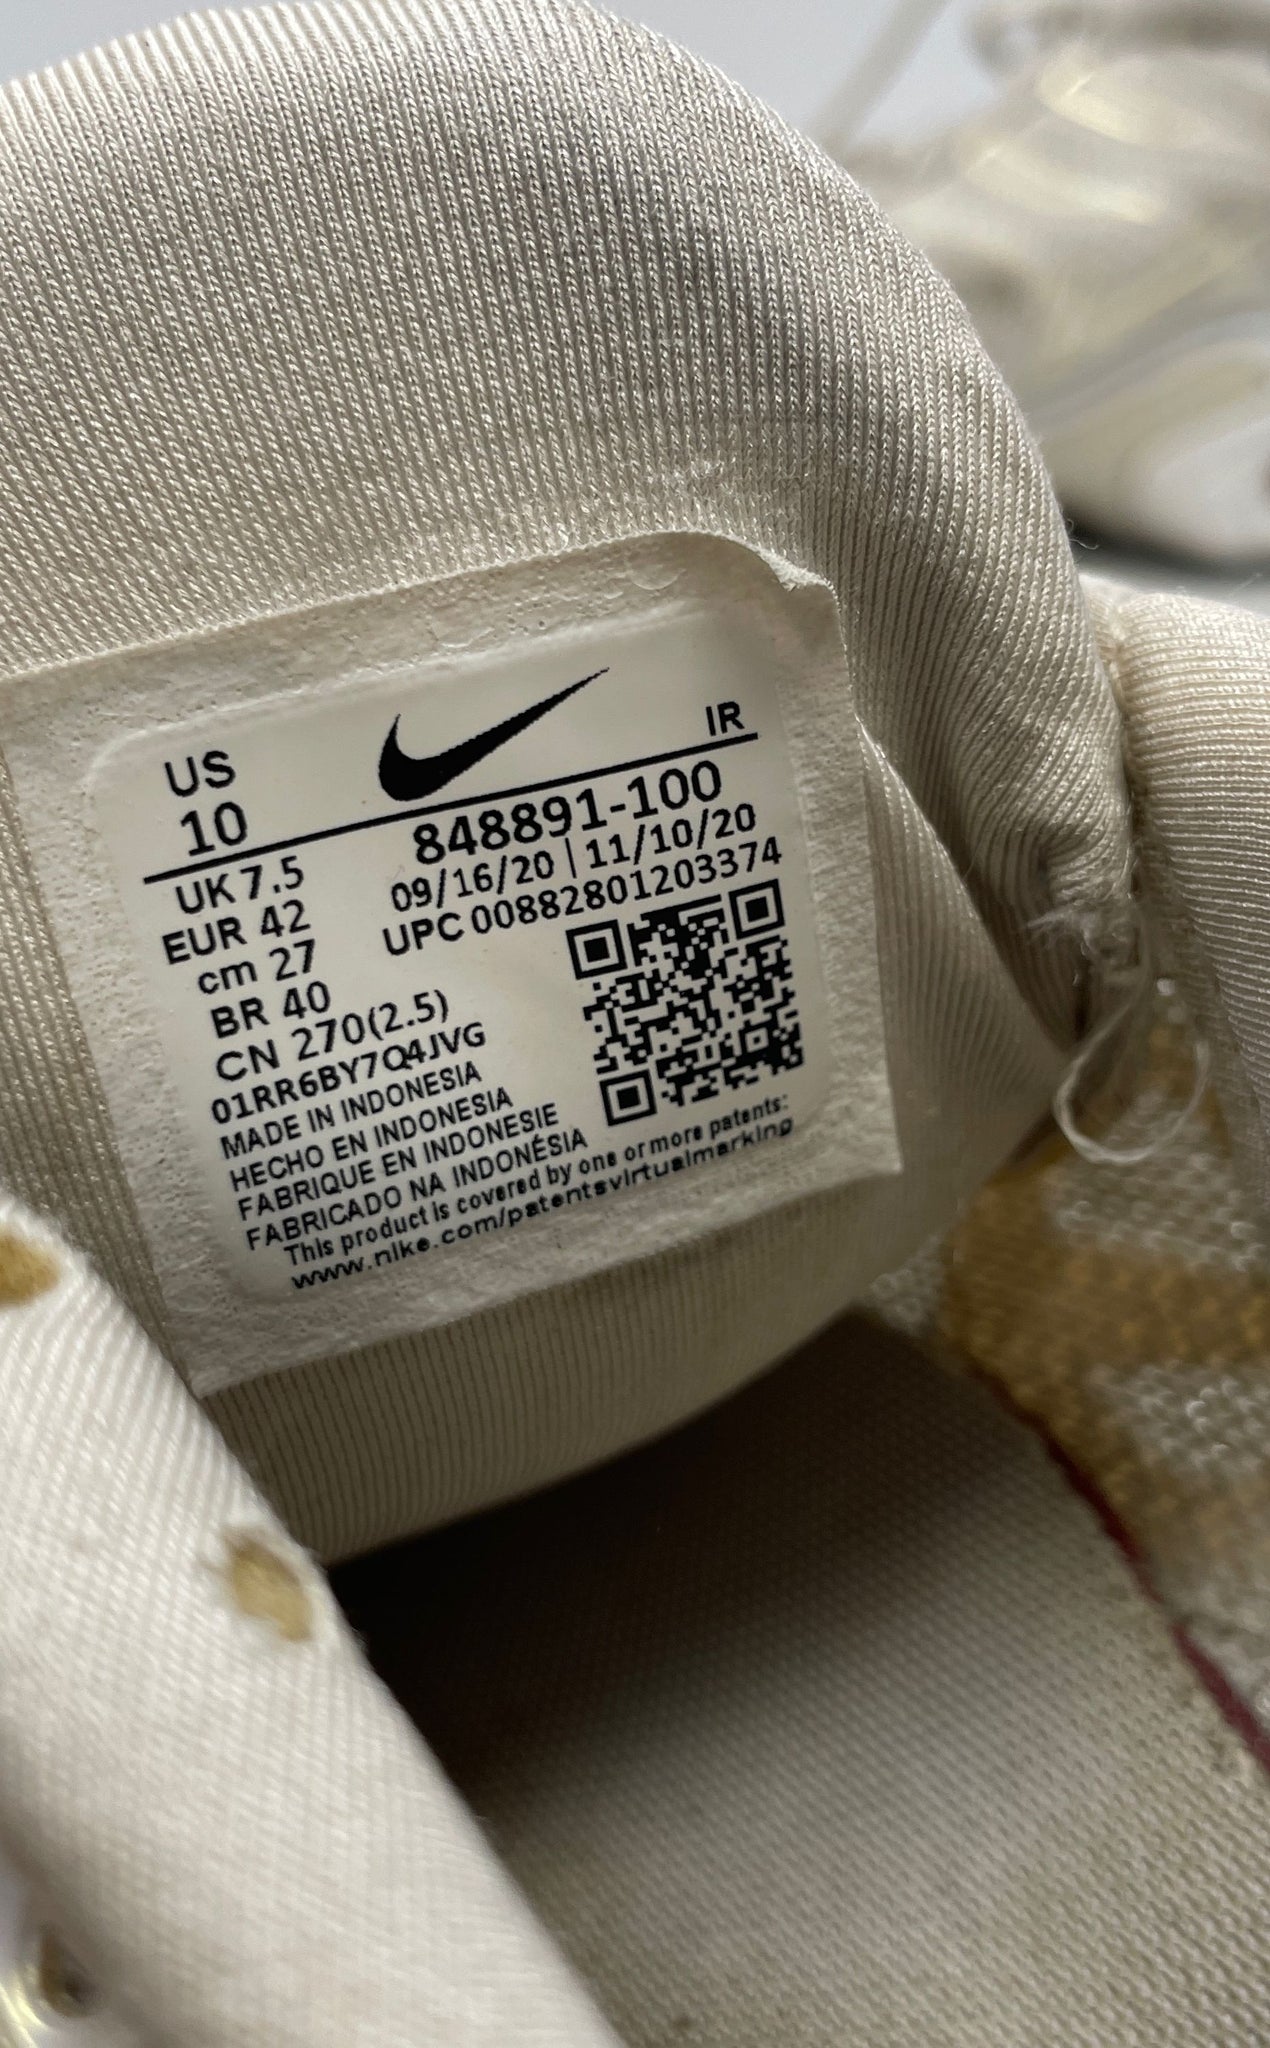 US
10
IR
848891-100
UK 7.5
09/16/20 | 11/10/20
EUR 42
UPC 00882801203374
cm 27
BR 40
CN 270(2.5)
01RR6BY7Q4JVG
MADE IN INDONESIA
HECHO EN INDONESIA
FABRIQUE EN INDONESIE
FABRICADO NA INDONÉSIA
This product is covered by one or more patents:
www.nike.com/patentsvirtualmarking